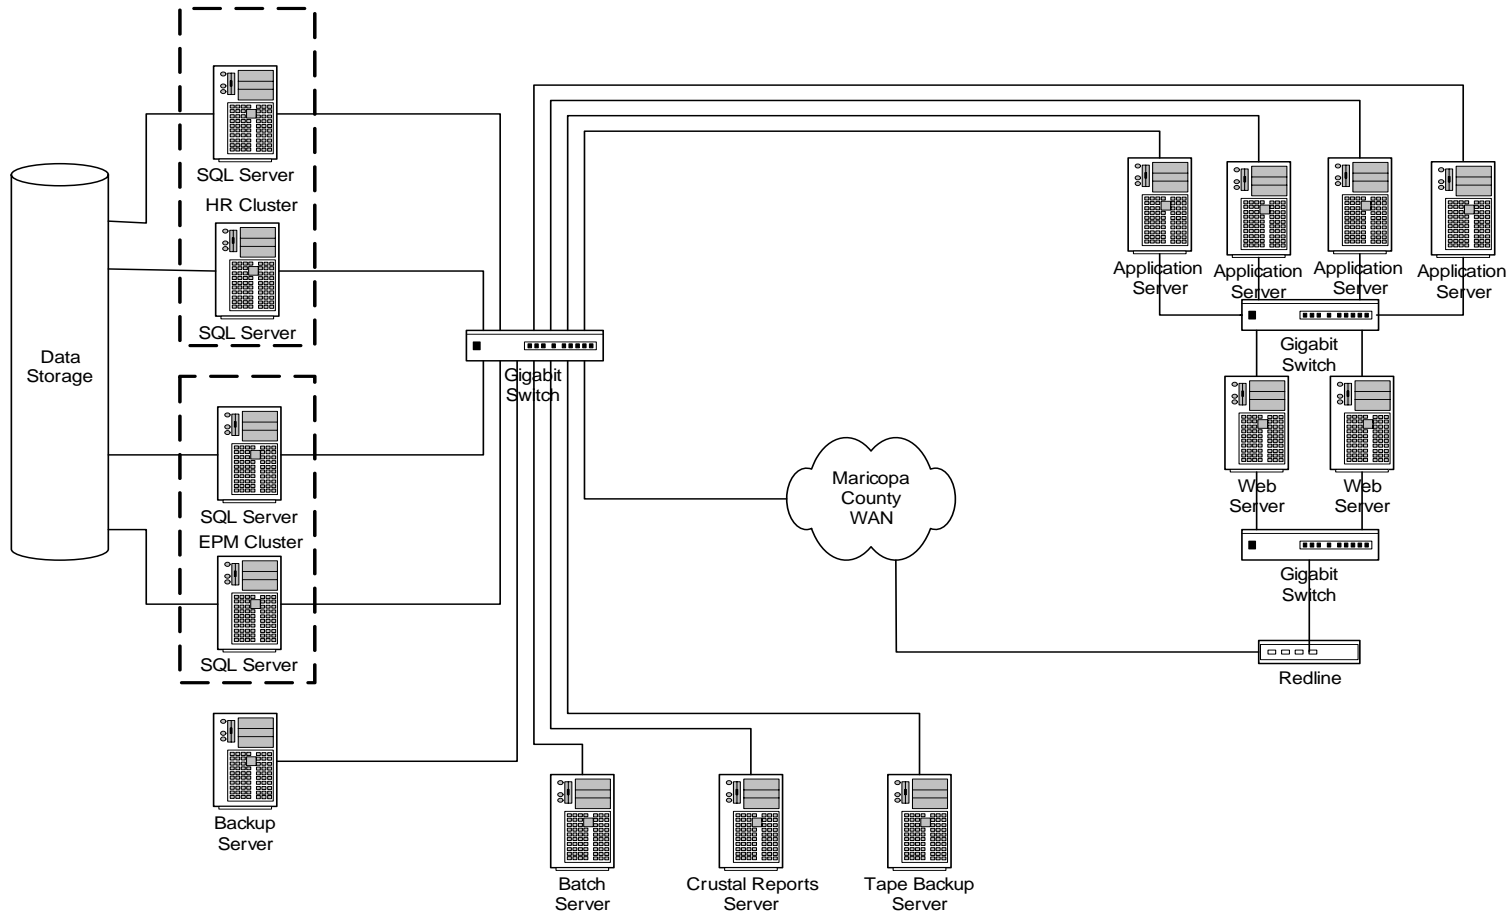 SQL Server
HR Cluster
SQL Server
Data
Storage
SQL Server
EPM Cluster
SQL Server
Backup
Server
Gigabit
Switch
Maricopa
County
WAN
Application
Server
Application
Server
Application
Server
Application
Server
Gigabit
Switch
Web
Server
Web
Server
Gigabit
Switch
Redline
Batch
Server
Crustal Reports
Server
Tape Backup
Server